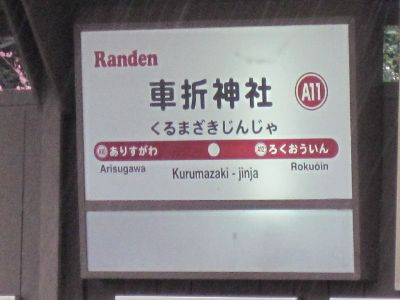 Randen
車折神社 A11
くるまざきじんじゃ
ありすがわ ろくおういん
Arisugawa Kurumazaki - jinja Rokuoin